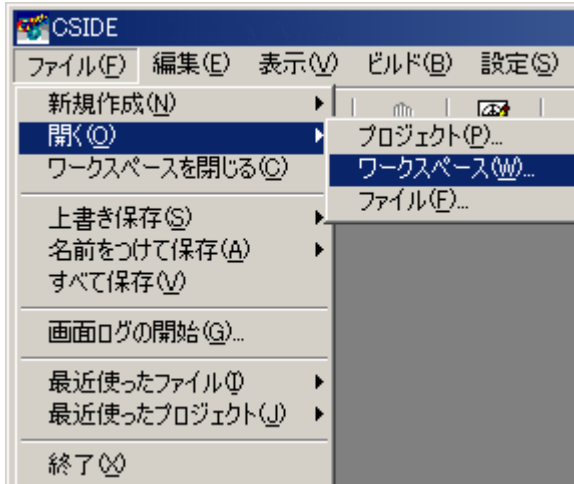 CSIDE
ファイル(F) 編集(E) 表示(V) ビルド(B) 設定(S)
新規作成(N)
開く(O)
ワークスペースを閉じる(C)
上書き保存(S)
名前をつけて保存(A)
すべて保存(V)
画面ログの開始(G)...
最近使ったファイル(I)
最近使ったプロジェクト(J)
終了(X)
プロジェクト(P)...
ワークスペース(W)...
ファイル(F)...